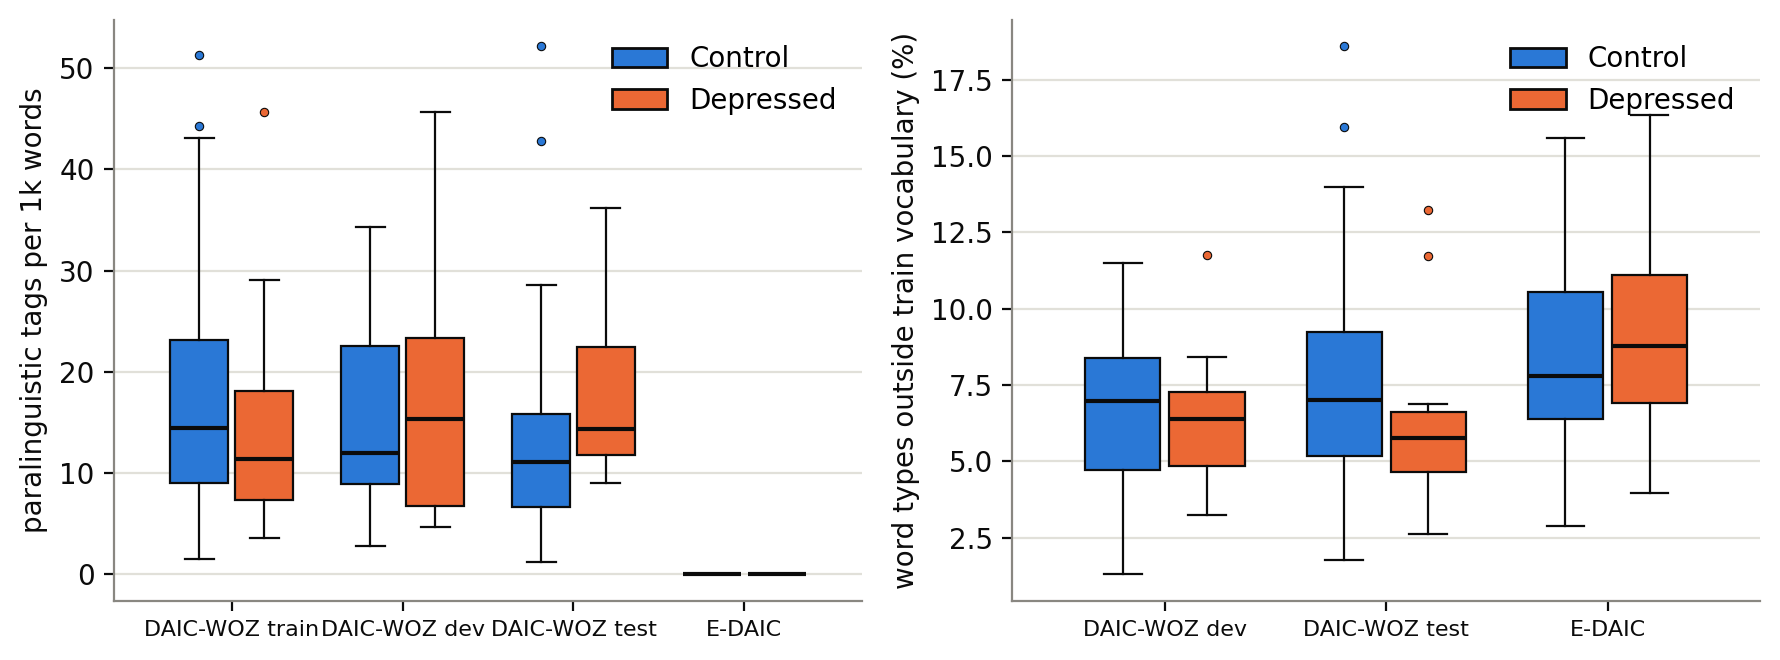 paralinguistic tags per 1k words
50
40
30
20
10
0
DAIC-WOZ train
DAIC-WOZ dev
DAIC-WOZ test
E-DAIC
Control
Depressed
word types outside train vocabulary (%)
17.5
15.0
12.5
10.0
7.5
5.0
2.5
DAIC-WOZ dev
DAIC-WOZ test
E-DAIC
Control
Depressed